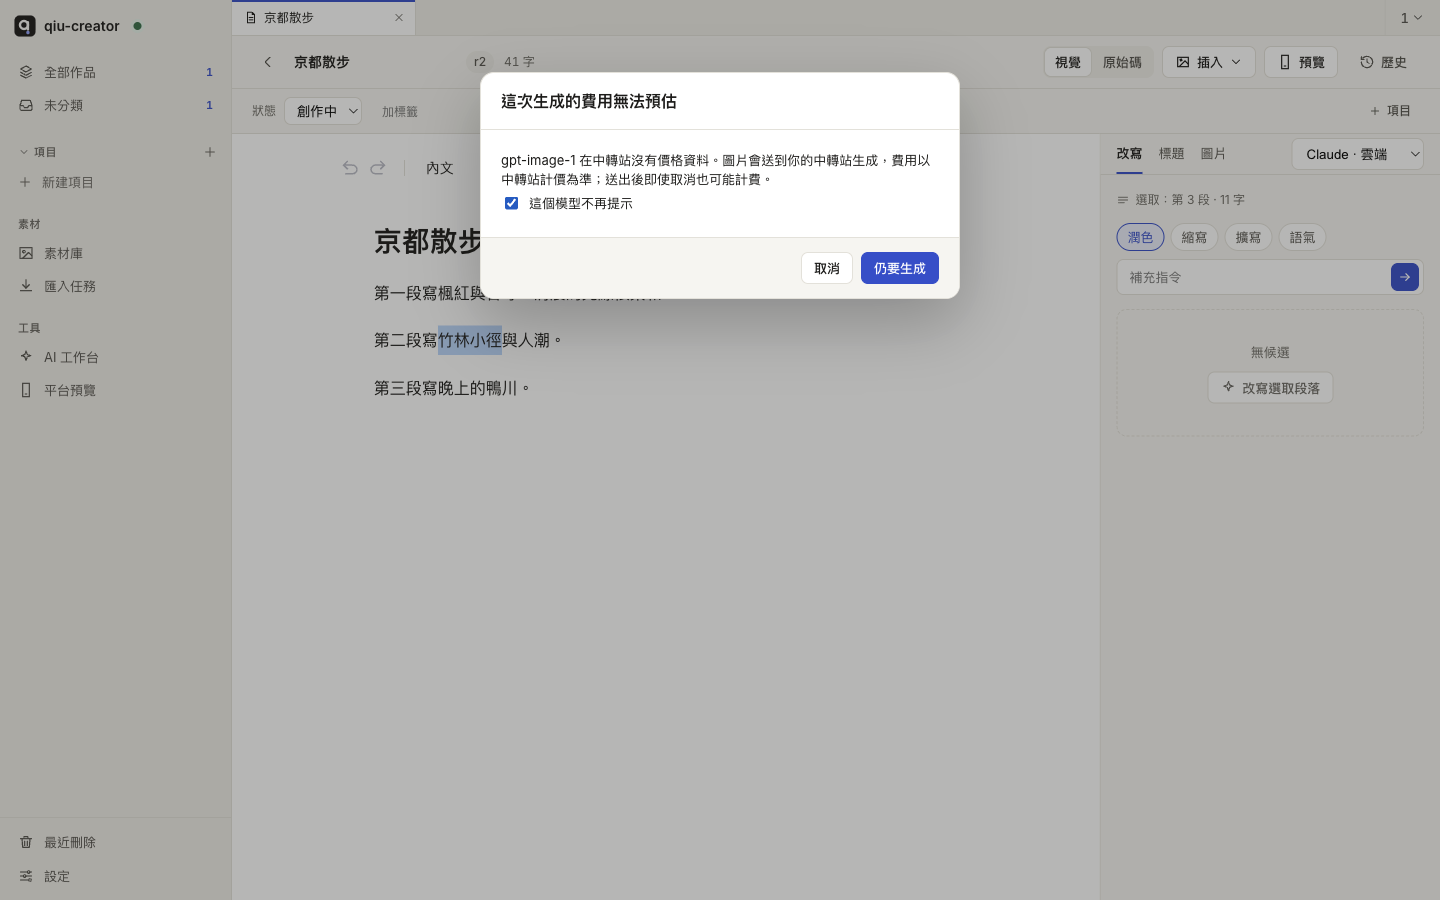 qiu-creator
全部作品 1
未分類 1
項目
新建項目
素材
素材庫
匯入任務
工具
AI 工作台
平台預覽
最近刪除
設定
京都散步
1
京都散步
r2
41 字
視覺
原始碼
插入
預覽
歷史
狀態
創作中
加標籤
項目
內文
京都散步
第一段寫楓紅與
第二段寫竹林小徑與人潮。
第三段寫晚上的鴨川。
這次生成的費用無法預估
gpt-image-1 在中轉站沒有價格資料。圖片會送到你的中轉站生成，費用以
中轉站計價為準；送出後即使取消也可能計費。
這個模型不再提示
取消
仍要生成
改寫
標題
圖片
Claude · 雲端
選取：第 3 段 · 11 字
潤色
縮寫
擴寫
語氣
補充指令
無候選
改寫選取段落